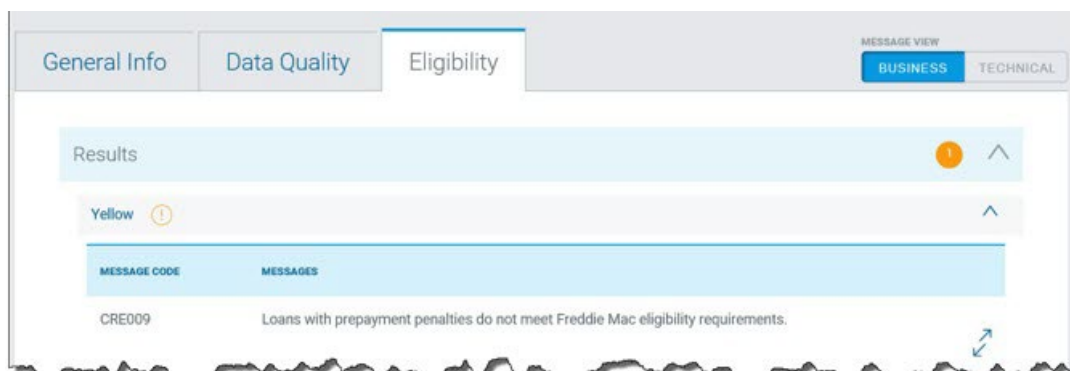 General Info
Data Quality
Eligibility
MESSAGE VIEW
BUSINESS
TECHNICAL
Results
1
Yellow
!
MESSAGE CODE
MESSAGES
CRE009
Loans with prepayment penalties do not meet Freddie Mac eligibility requirements.